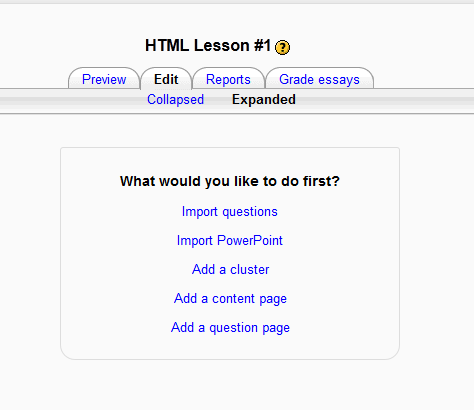 HTML Lesson #1 ?
Preview Edit Reports Grade essays
Collapsed Expanded
What would you like to do first?
Import questions
Import PowerPoint
Add a cluster
Add a content page
Add a question page